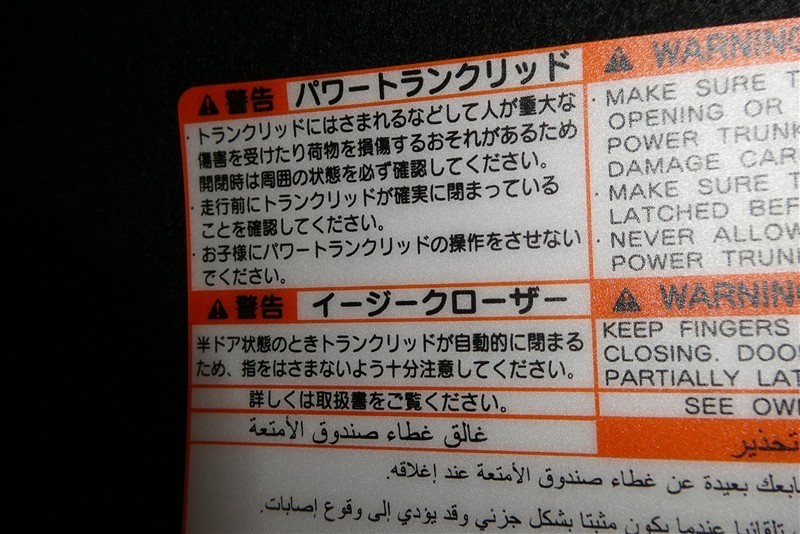 警告 パワートランクリッド
・トランクリッドにはさまれるなどして人が重大な
傷害を受けたり荷物を損傷するおそれがあるため
開閉時は周囲の状態を必ず確認してください。
・走行前にトランクリッドが確実に閉まっている
ことを確認してください。
・お子様にパワートランクリッドの操作をさせない
でください。
警告 イージークローザー
半ドア状態のときトランクリッドが自動的に閉まる
ため、指をはさまないよう十分注意してください。
詳しくは取扱書をご覧ください。
غالق غطاء صندوق الأمتعة
WARNING
・MAKE SURE T
OPENING OR
POWER TRUNK
DAMAGE CAR
・MAKE SURE T
LATCHED BEF
・NEVER ALLOW
POWER TRUNK
WARNING
KEEP FINGERS
CLOSING. DOO
PARTIALLY LAT
SEE OWN
تحذير
ابعك بعيدة عن غطاء صندوق الأمتعة عند إغلاقه.
تلقائيا عندما يكون مثبتا بشكل جزئي وقد يؤدي إلى وقوع إصابات.